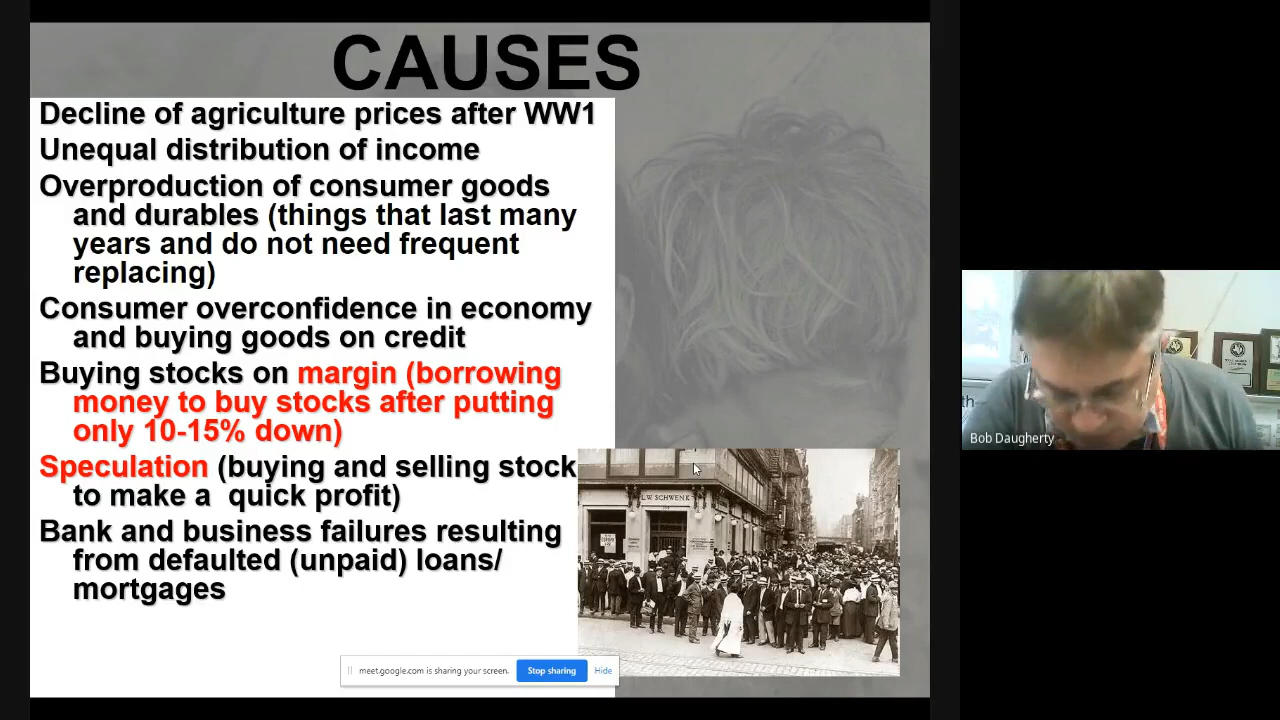 CAUSES
Decline of agriculture prices after WW1
Unequal distribution of income
Overproduction of consumer goods
and durables (things that last many
years and do not need frequent
replacing)
Consumer overconfidence in economy
and buying goods on credit
Buying stocks on margin (borrowing
money to buy stocks after putting
only 10-15% down)
Speculation (buying and selling stock
to make a quick profit)
Bank and business failures resulting
from defaulted (unpaid) loans/
mortgages
L.W. SCHWENK
meet.google.com is sharing your screen.
Stop sharing
Hide
th
Bob Daugherty